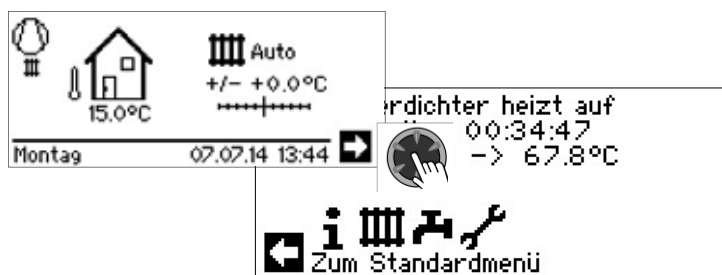 Auto
+/- +0.0°C
15.0°C
Montag 07.07.14 13:44
rdichter heizt auf
00:34:47
-> 67.8°C
i
Zum Standardmenü